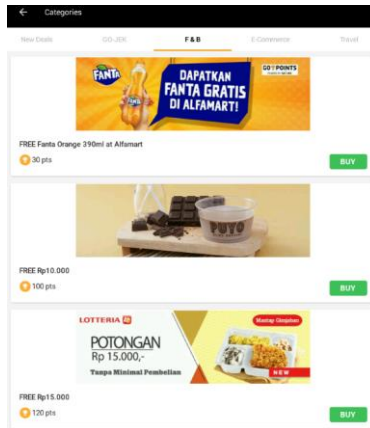 Categories
New Deals GO-JEK F & B E-Commerce Travel
FANTA
DAPATKAN
FANTA GRATIS
DI ALFAMART!
GO POINTS
FREE Fanta Orange 390ml at Alfamart
30 pts
BUY
PUYO
FREE Rp10.000
100 pts
BUY
LOTTERIA
POTONGAN
Rp 15.000,-
Tanpa Minimal Pembelian
NEW
FREE Rp15.000
120 pts
BUY